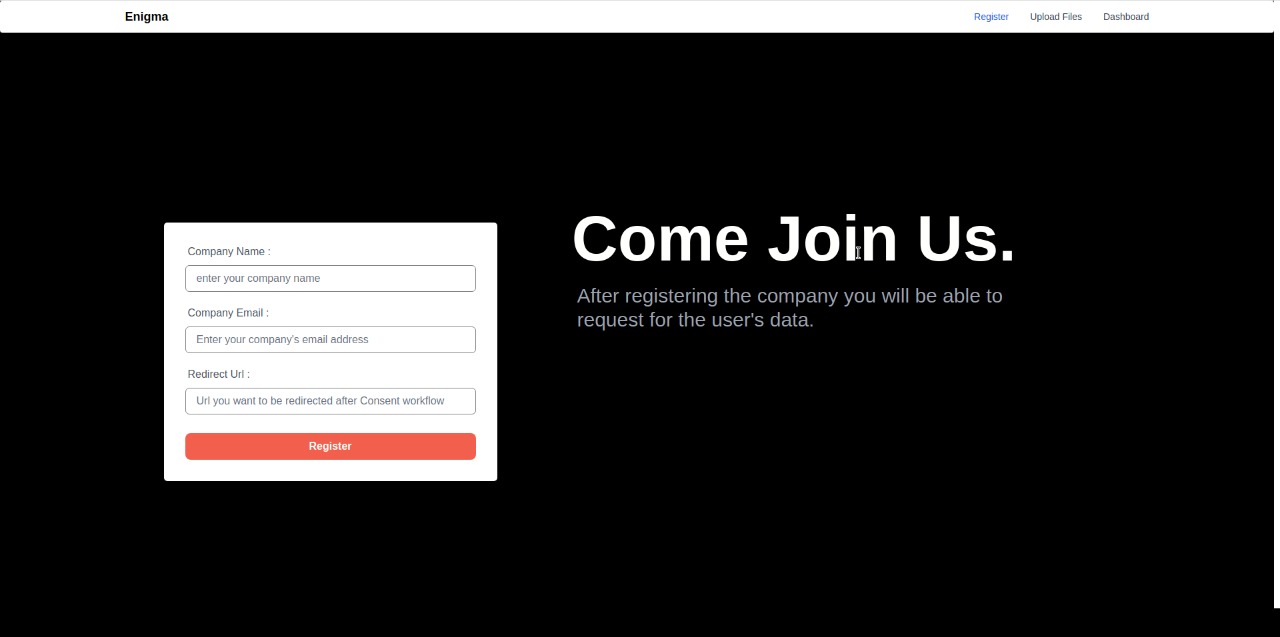 Enigma
Register
Upload Files
Dashboard
Company Name :
enter your company name
Company Email :
Enter your company's email address
Redirect Url :
Url you want to be redirected after Consent workflow
Register
Come Join Us.
After registering the company you will be able to
request for the user's data.